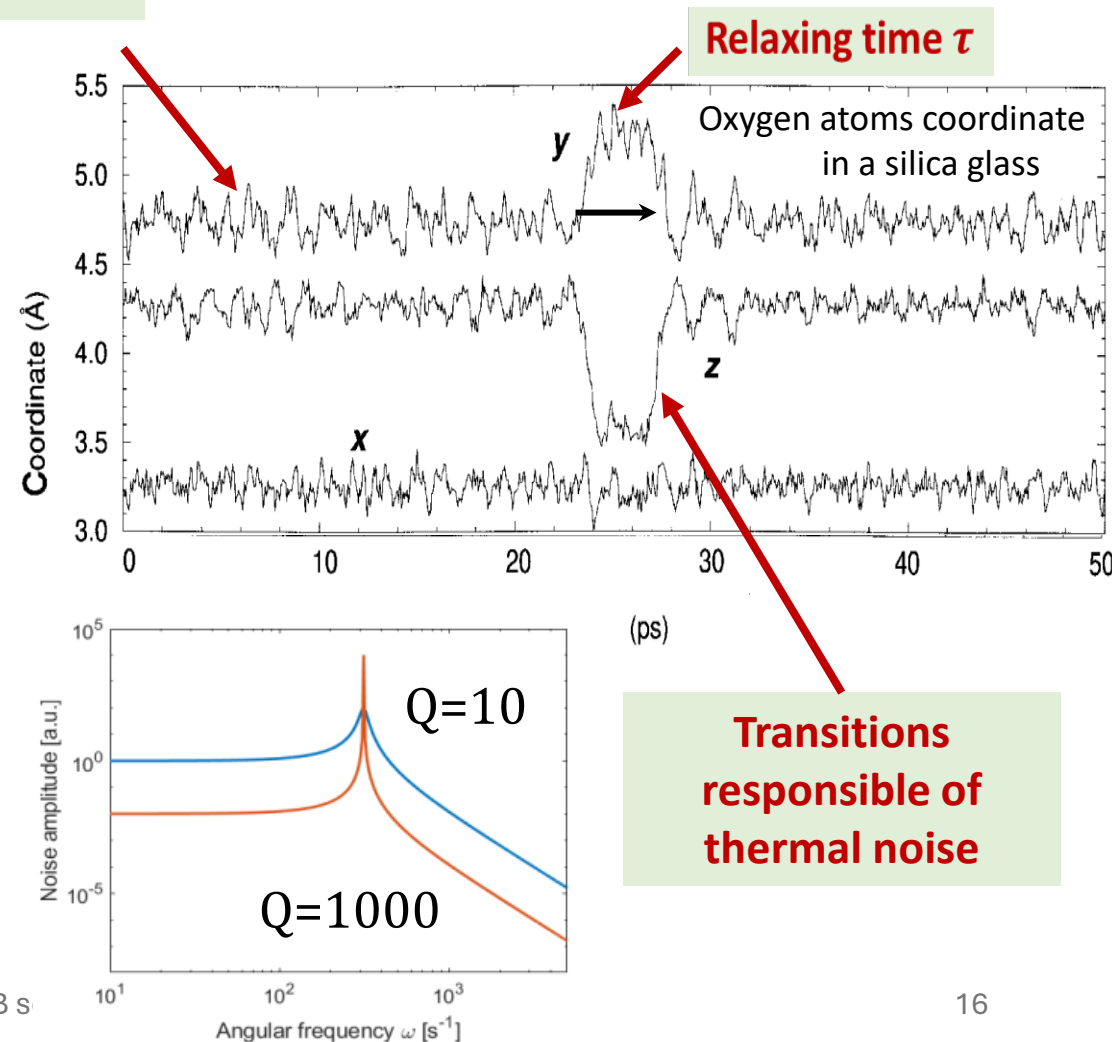 Relaxing time τ
Oxygen atoms coordinate
in a silica glass
5.5
5.0
4.5
4.0
3.5
3.0
Coordinate (Å)
y
z
x
0 10 20 30 40 50
(ps)
Transitions
responsible of
thermal noise
10^5
10^0
10^-5
Noise amplitude [a.u.]
Q=10
Q=1000
10^1 10^2 10^3
Angular frequency ω [s^-1]
16